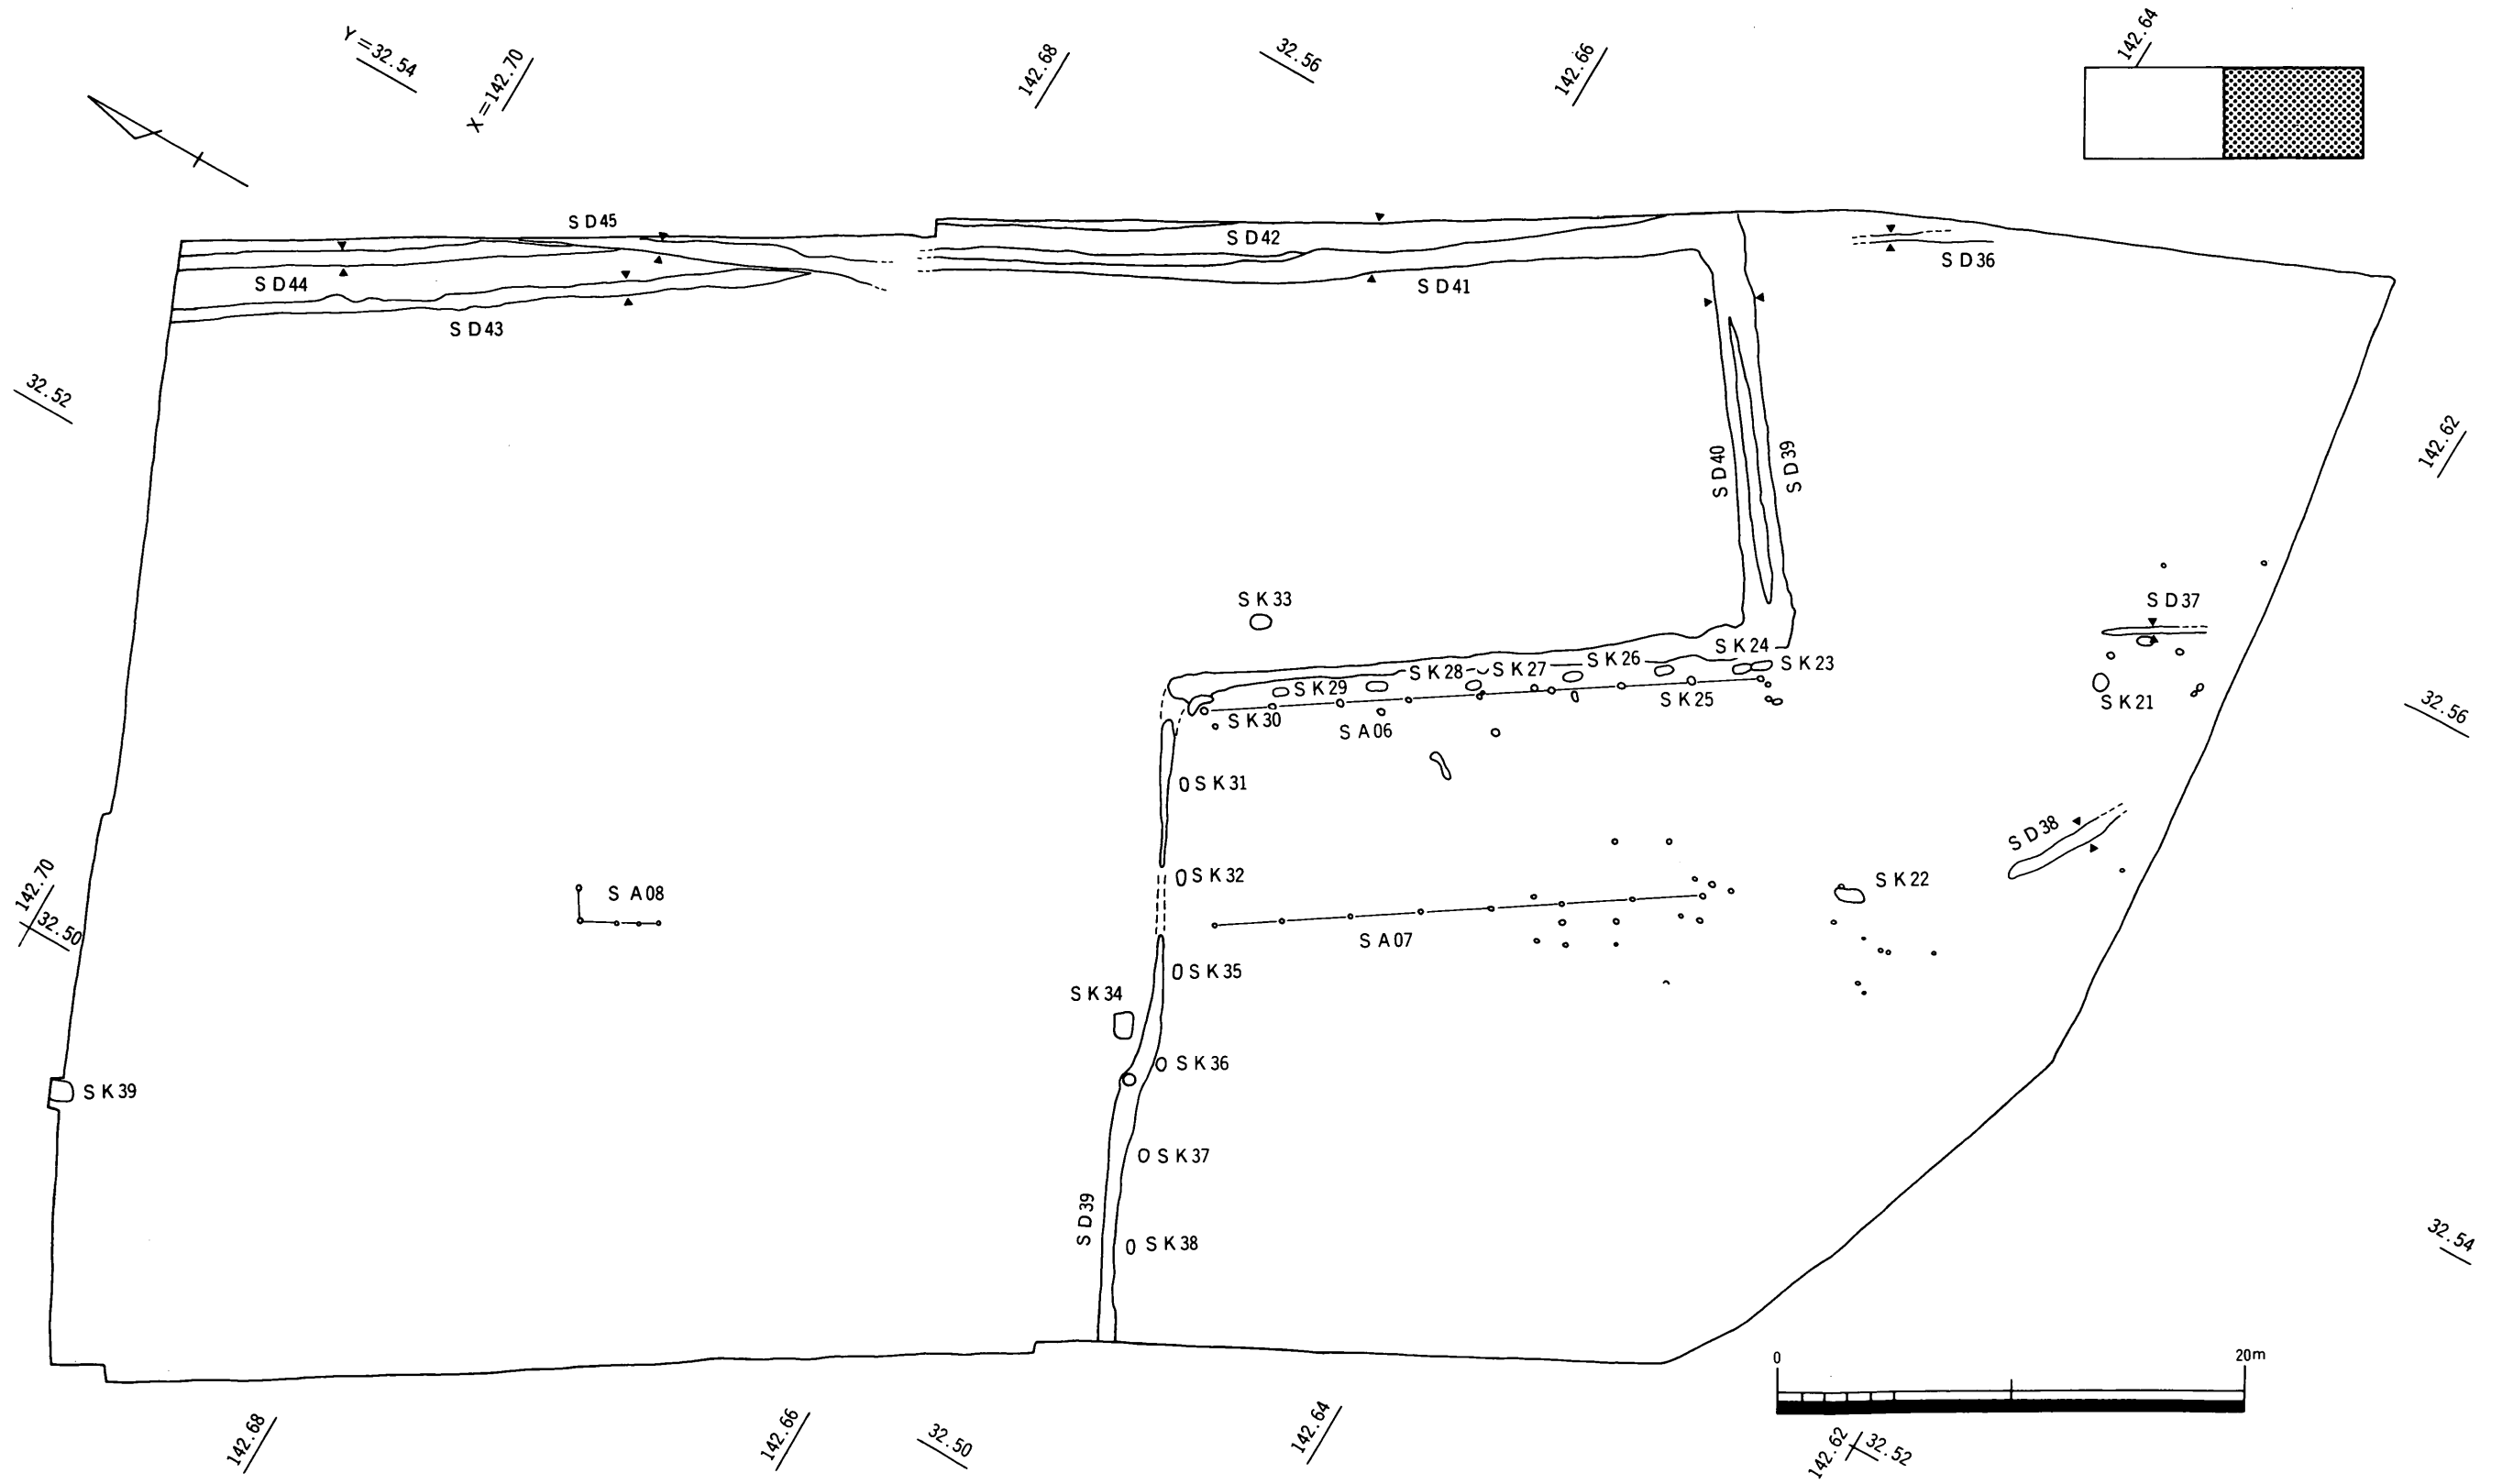 Y=32.54
X=142.70
142.68
32.56
142.66
142.64
SD45
SD42
SD44
SD41
SD36
SD43
32.52
142.62
SD40
SD39
SK33
SD37
SK24
SK23
SK26
SK27
SK28
SK29
SK25
SK21
32.56
SK30
SA06
SK31
SD38
SK32
SK22
SA08
142.70
32.50
SA07
SK35
SK34
SK36
SK39
SK37
SD39
SK38
32.54
0 20m
142.68
142.66
32.50
142.64
142.62
32.52